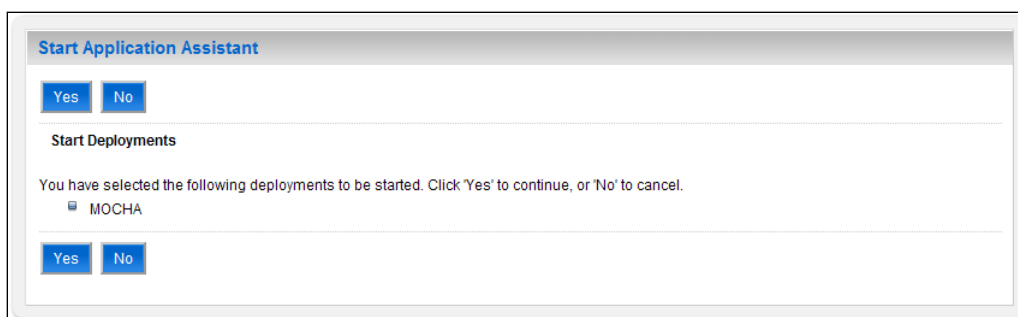 Start Application Assistant
Yes No
Start Deployments
You have selected the following deployments to be started. Click 'Yes' to continue, or 'No' to cancel.
MOCHA
Yes No